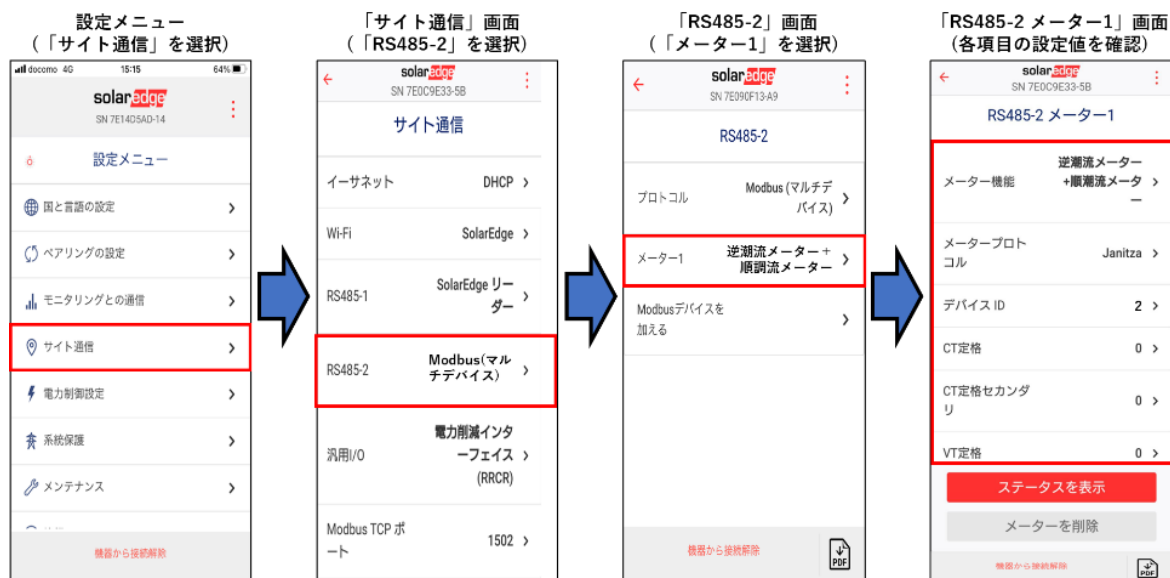 設定メニュー
(「サイト通信」を選択)
docomo 4G 15:15 64%
solaredge
SN 7E14D5AD-14
設定メニュー
国と言語の設定
ペアリングの設定
モニタリングとの通信
サイト通信
電力制御設定
系統保護
メンテナンス
機器から接続解除
「サイト通信」画面
(「RS485-2」を選択)
solaredge
SN 7E0C9E33-5B
サイト通信
イーサネット DHCP
Wi-Fi SolarEdge
RS485-1 SolarEdge リー
ダー
RS485-2 Modbus(マル
チデバイス)
汎用I/O 電力削減インタ
ーフェイス
(RRCR)
Modbus TCP ポ
ート 1502
「RS485-2」画面
(「メーター1」を選択)
solaredge
SN 7E090F13-A9
RS485-2
プロトコル Modbus (マルチデ
バイス)
メーター1 逆潮流メーター+
順調流メーター
Modbusデバイスを
加える
機器から接続解除
PDF
「RS485-2 メーター1」画面
(各項目の設定値を確認)
solaredge
SN 7E0C9E33-5B
RS485-2 メーター1
メーター機能 逆潮流メーター
+順潮流メータ
ー
メータープロト
コル Janitza
デバイス ID 2
CT定格 0
CT定格セカンダ
リ 0
VT定格 0
ステータスを表示
メーターを削除
機器から接続解除
PDF